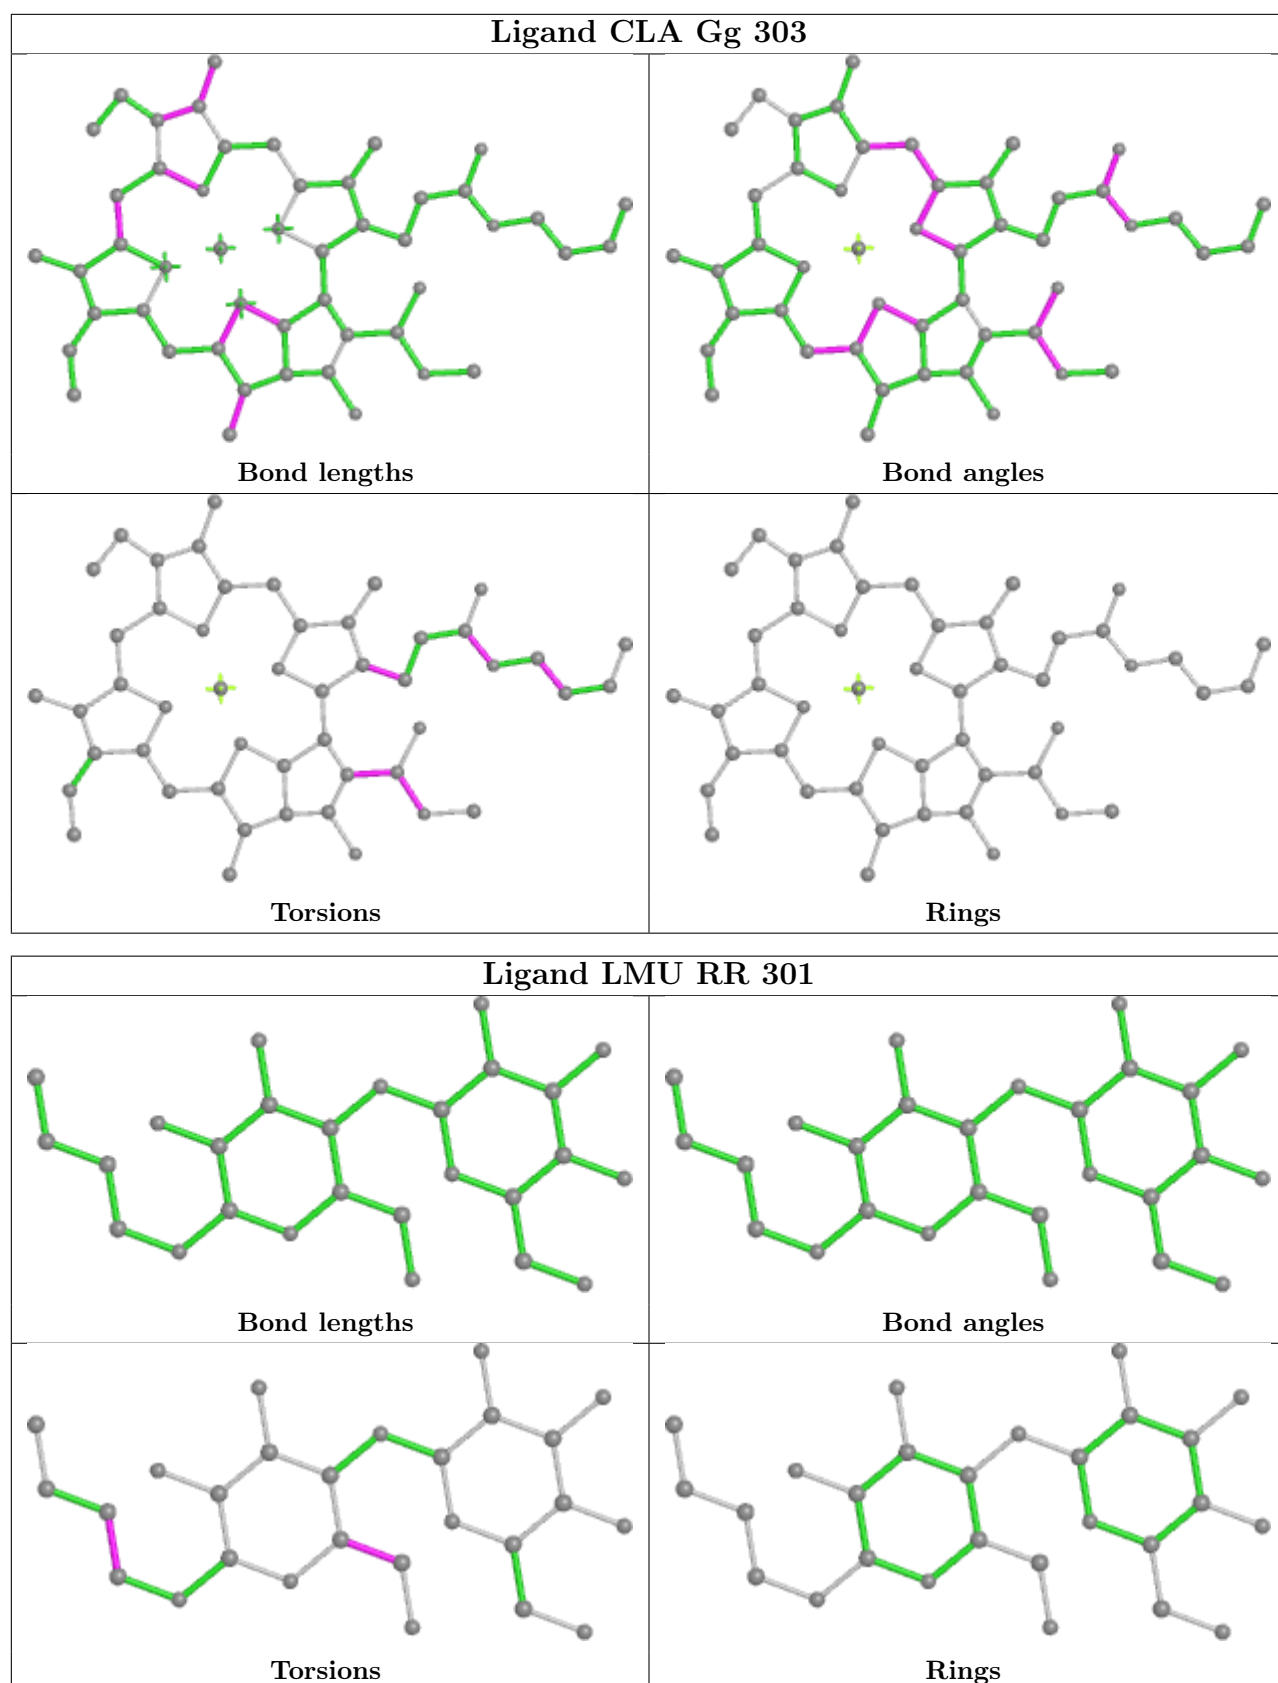 Ligand CLA Gg 303
Bond lengths
Bond angles
Torsions
Rings
Ligand LMU RR 301
Bond lengths
Bond angles
Torsions
Rings